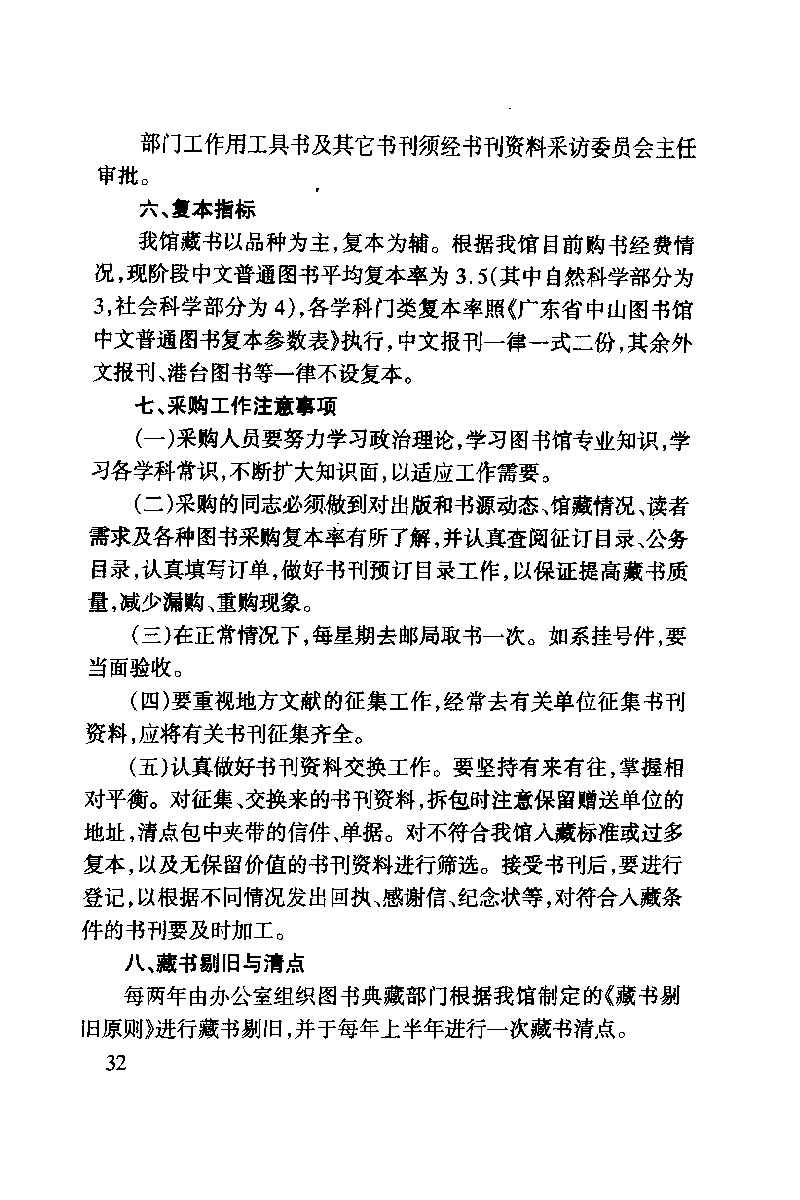 部门工作用工具书及其它书刊须经书刊资料采访委员会主任
审批。
六、复本指标
我馆藏书以品种为主,复本为辅。根据我馆目前购书经费情
况,现阶段中文普通图书平均复本率为 3.5(其中自然科学部分为
3,社会科学部分为 4),各学科门类复本率照《广东省中山图书馆
中文普通图书复本参数表》执行,中文报刊一律一式二份,其余外
文报刊、港台图书等一律不设复本。
七、采购工作注意事项
(一)采购人员要努力学习政治理论,学习图书馆专业知识,学
习各学科常识,不断扩大知识面,以适应工作需要。
(二)采购的同志必须做到对出版和书源动态、馆藏情况、读者
需求及各种图书采购复本率有所了解,并认真查阅征订目录、公务
目录,认真填写订单,做好书刊预订目录工作,以保证提高藏书质
量,减少漏购、重购现象。
(三)在正常情况下,每星期去邮局取书一次。如系挂号件,要
当面验收。
(四)要重视地方文献的征集工作,经常去有关单位征集书刊
资料,应将有关书刊征集齐全。
(五)认真做好书刊资料交换工作。要坚持有来有往,掌握相
对平衡。对征集、交换来的书刊资料,拆包时注意保留赠送单位的
地址,清点包中夹带的信件、单据。对不符合我馆入藏标准或过多
复本,以及无保留价值的书刊资料进行筛选。接受书刊后,要进行
登记,以根据不同情况发出回执、感谢信、纪念状等,对符合入藏条
件的书刊要及时加工。
八、藏书剔旧与清点
每两年由办公室组织图书典藏部门根据我馆制定的《藏书剔
旧原则》进行藏书剔旧,并于每年上半年进行一次藏书清点。
32